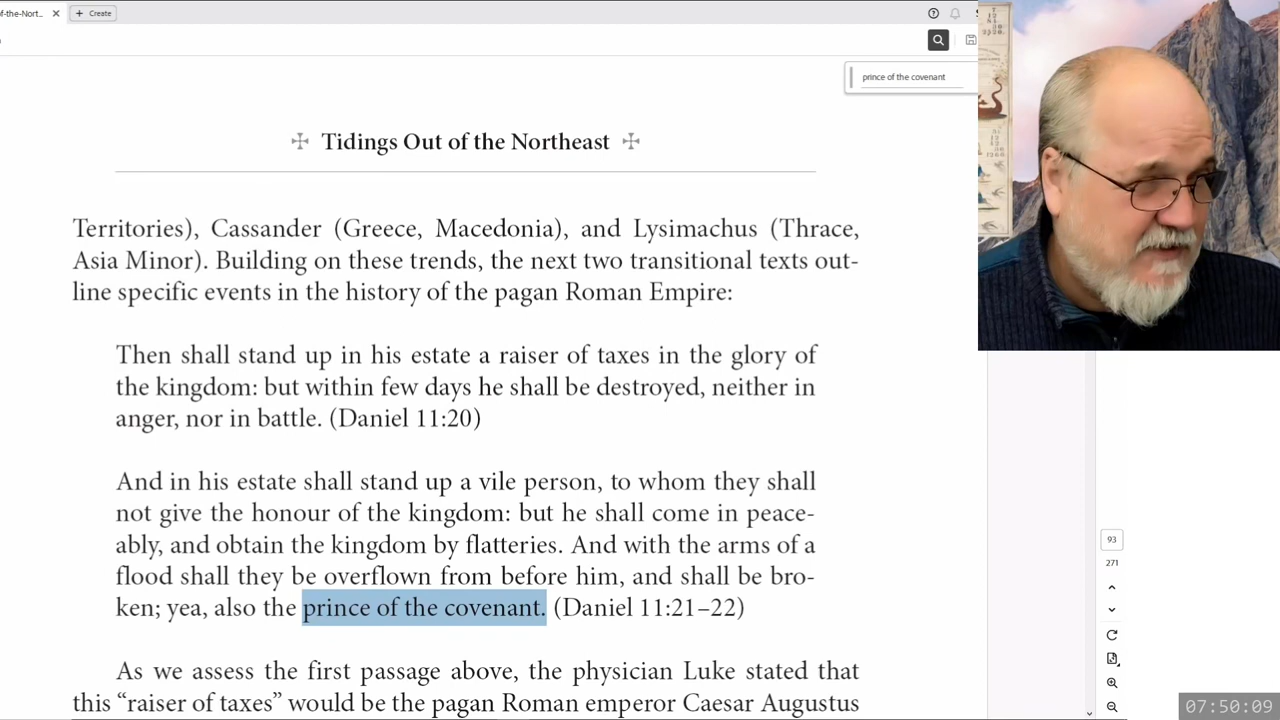 of-the-Nort...
Create
prince of the covenant
Tidings Out of the Northeast
Territories), Cassander (Greece, Macedonia), and Lysimachus (Thrace,
Asia Minor). Building on these trends, the next two transitional texts out-
line specific events in the history of the pagan Roman Empire:
Then shall stand up in his estate a raiser of taxes in the glory of
the kingdom: but within few days he shall be destroyed, neither in
anger, nor in battle. (Daniel 11:20)
And in his estate shall stand up a vile person, to whom they shall
not give the honour of the kingdom: but he shall come in peace-
ably, and obtain the kingdom by flatteries. And with the arms of a
flood shall they be overflown from before him, and shall be bro-
ken; yea, also the prince of the covenant. (Daniel 11:21–22)
As we assess the first passage above, the physician Luke stated that
this “raiser of taxes” would be the pagan Roman emperor Caesar Augustus
93
271
07:50:09